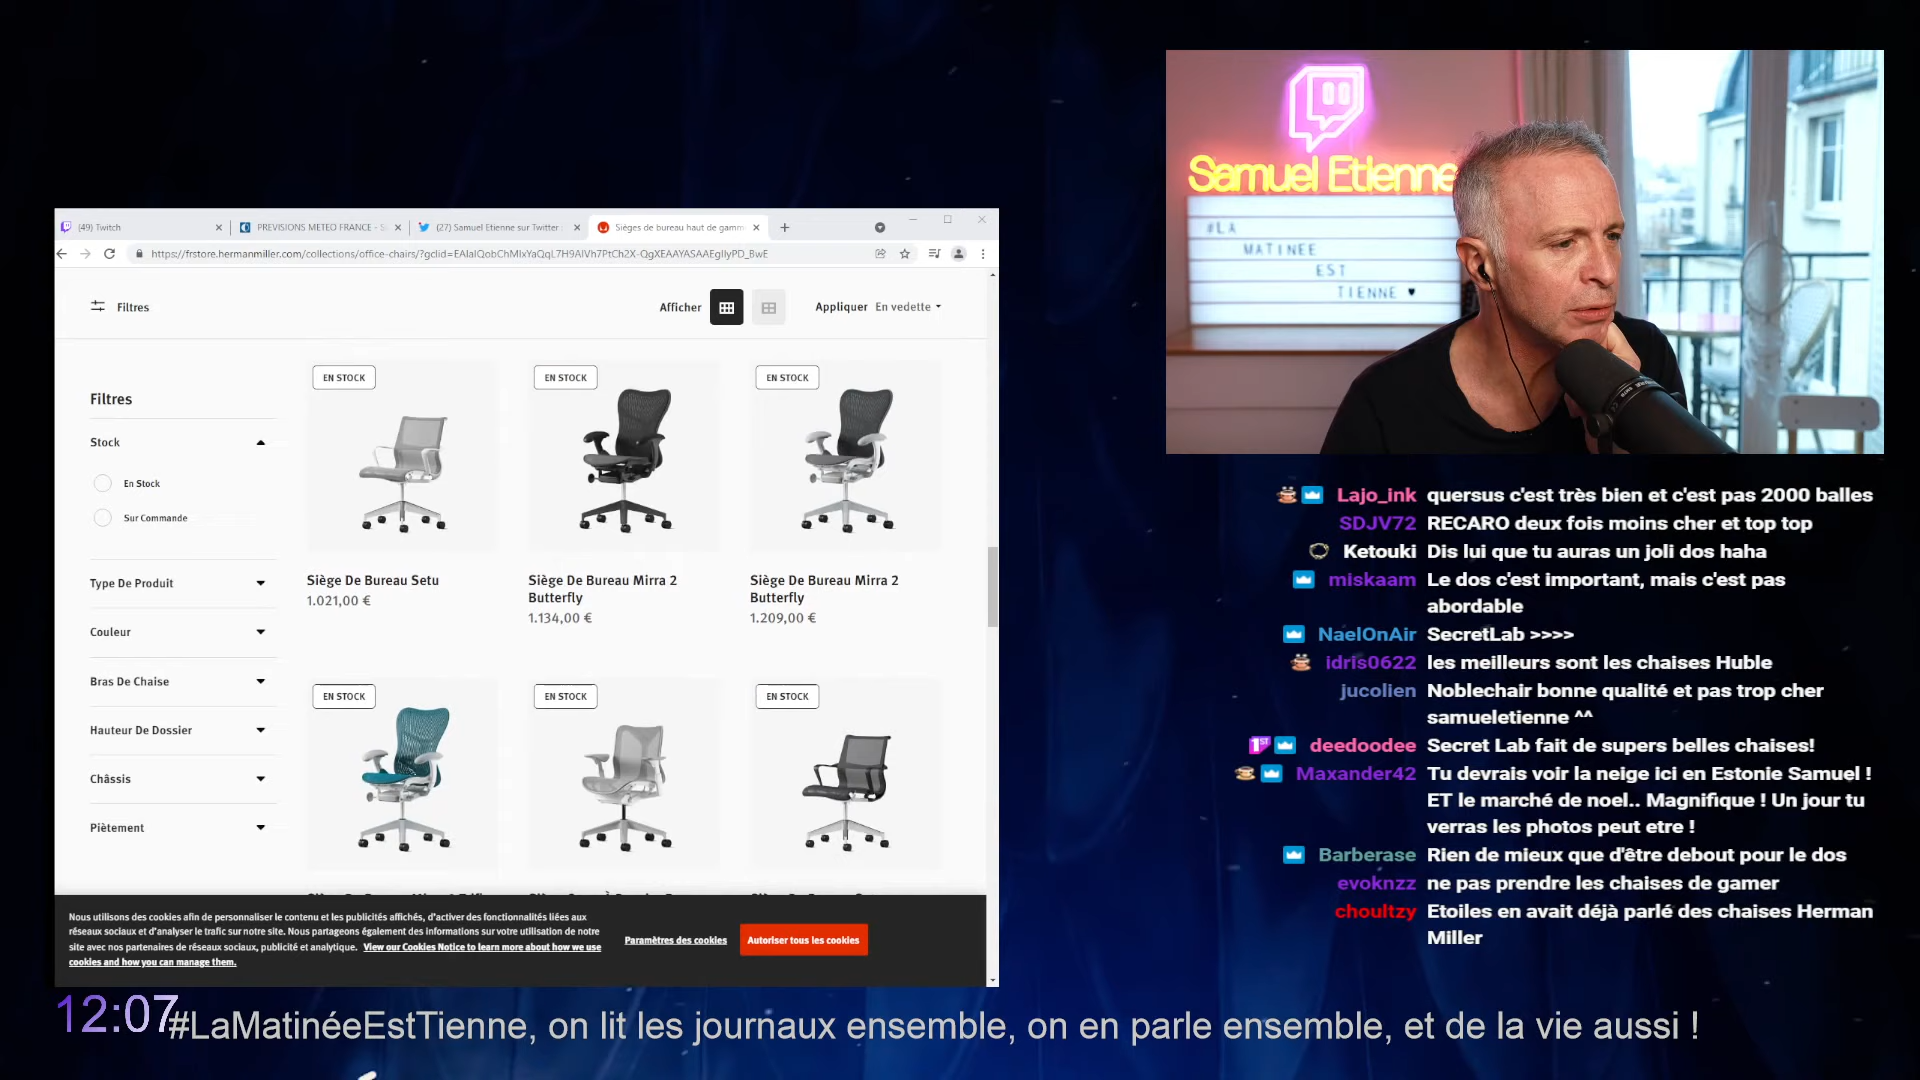 (49) Twitch
PREVISIONS METEO FRANCE - S
(27) Samuel Etienne sur Twitter
Sièges de bureau haut de gamm
https://frstore.hermanmiller.com/collections/office-chairs/
Filtres
Afficher
Appliquer En vedette
Filtres
Stock
En Stock
Sur Commande
Type De Produit
Couleur
Bras De Chaise
Hauteur De Dossier
Châssis
Piètement
EN STOCK
Siège De Bureau Setu
1.021,00 €
EN STOCK
Siège De Bureau Mirra 2
Butterfly
1.134,00 €
EN STOCK
Siège De Bureau Mirra 2
Butterfly
1.209,00 €
EN STOCK
EN STOCK
EN STOCK
Nous utilisons des cookies afin de personnaliser le contenu et les publicités affichés, d'activer des fonctionnalités liées aux
réseaux sociaux et d'analyser le trafic sur notre site. Nous partageons également des informations sur votre utilisation de notre
site avec nos partenaires de réseaux sociaux, publicité et analytique. View our Cookies Notice to learn more about how we use
cookies and how you can manage them.
Paramètres des cookies
Autoriser tous les cookies
Samuel Etienne
#LA
MATINEE
EST
TIENNE ♥
Lajo_ink quersus c'est très bien et c'est pas 2000 balles
SDJV72 RECARO deux fois moins cher et top top
Ketouki Dis lui que tu auras un joli dos haha
miskaam Le dos c'est important, mais c'est pas
abordable
NaelOnAir SecretLab >>>>
idris0622 les meilleurs sont les chaises Huble
jucolien Noblechair bonne qualité et pas trop cher
samueletienne ^^
deedoodee Secret Lab fait de supers belles chaises!
Maxander42 Tu devrais voir la neige ici en Estonie Samuel !
ET le marché de noel.. Magnifique ! Un jour tu
verras les photos peut etre !
Barberase Rien de mieux que d'être debout pour le dos
evoknzz ne pas prendre les chaises de gamer
choultzy Etoiles en avait déjà parlé des chaises Herman
Miller
12:07
#LaMatinéeEstTienne, on lit les journaux ensemble, on en parle ensemble, et de la vie aussi !